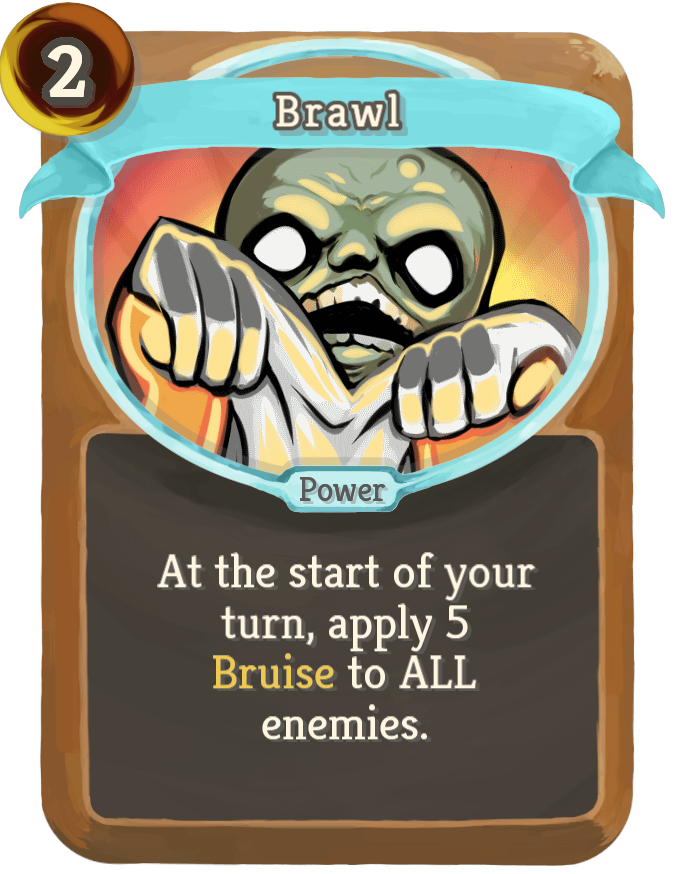 2
Brawl
Power
At the start of your
turn, apply 5
Bruise to ALL
enemies.